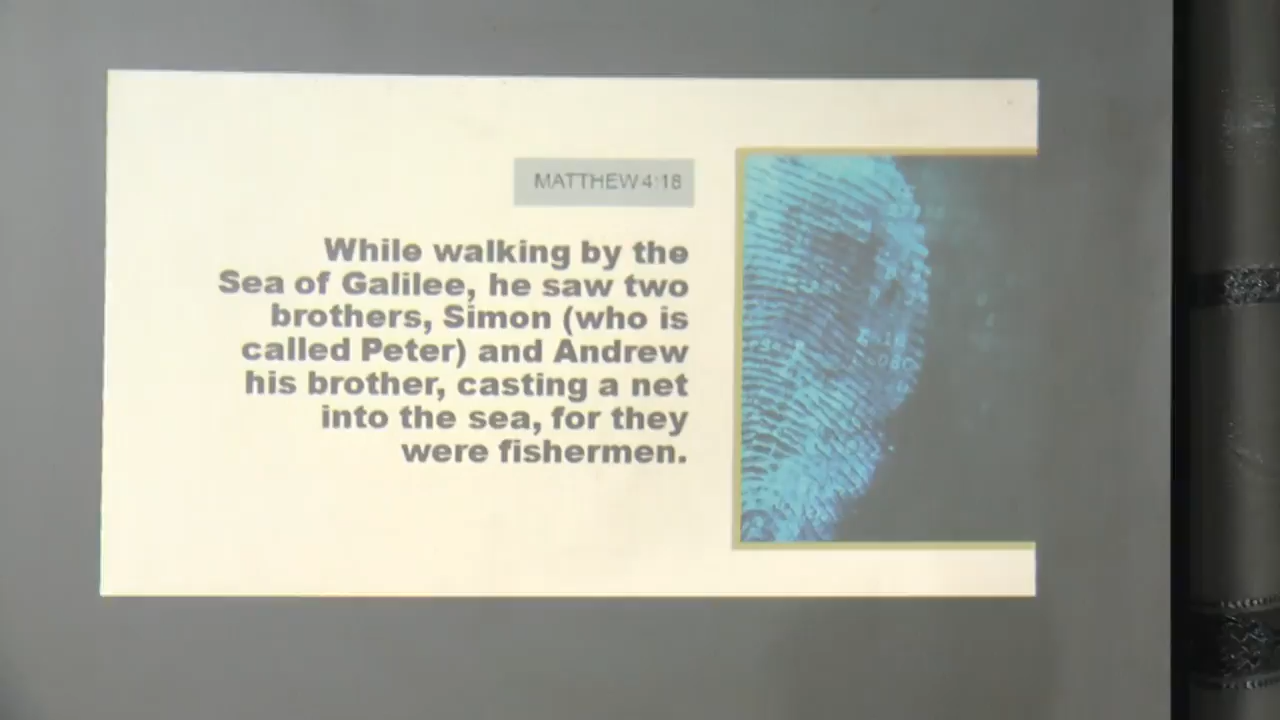 MATTHEW 4:18
While walking by the
Sea of Galilee, he saw two
brothers, Simon (who is
called Peter) and Andrew
his brother, casting a net
into the sea, for they
were fishermen.